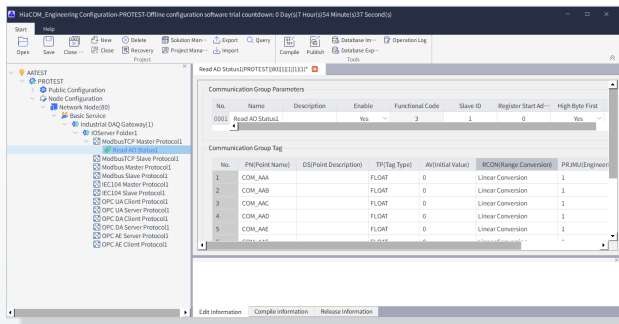 HiaCOM_Engineering Configuration-PROTEST-Offline configuration software trial countdown: 0 Day(s)7 Hour(s)54 Minute(s)37 Second(s)
Start Help
New Delete Solution Man··· Export Query Database Im··· Operation Log
Open Save Close ··· Close Recovery Project Mana··· Import Compile Publish Database Exp···
Project Tools
AATEST
PROTEST
Public Configuration
Node Configuration
Network Node(80)
Basic Service
Industrial DAQ Gateway(1)
IOServer Folder1
ModbusTCP Master Protocol1
Read AO Status1
ModbusTCP Slave Protocol1
Modbus Master Protocol1
Modbus Slave Protocol1
IEC104 Master Protocol1
IEC104 Slave Protocol1
OPC UA Client Protocol1
OPC UA Server Protocol1
OPC DA Client Protocol1
OPC DA Server Protocol1
OPC AE Server Protocol1
OPC AE Client Protocol1
Read AO Status1[PROTEST][80][1][1][1][1]*
Communication Group Parameters
No. Name Description Enable Functional Code Slave ID Register Start Ad··· High Byte First
0001 Read AO Status1 Yes 3 1 0 Yes
Communication Group Tag
No. PN(Point Name) DS(Point Description) TP(Tag Type) AV(Initial Value) RCON(Range Conversion) PRJMU(Engineeri
1 COM_AAA FLOAT 0 Linear Conversion 1
2 COM_AAB FLOAT 0 Linear Conversion 1
3 COM_AAC FLOAT 0 Linear Conversion 1
4 COM_AAD FLOAT 0 Linear Conversion 1
5 COM_AAE FLOAT 0 Linear Conversion 1
Edit Information Compile Information Release Information